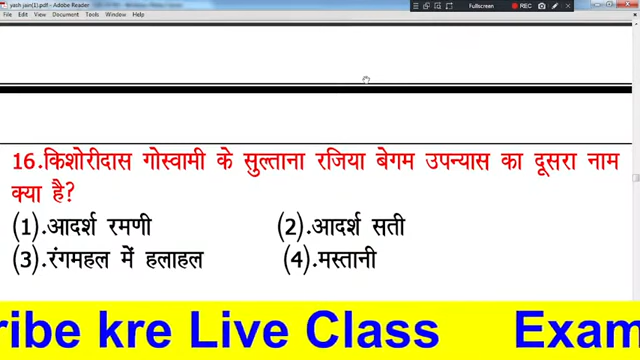 yash jain(1).pdf - Adobe Reader
File Edit View Document Tools Window Help
Fullscreen REC
16.किशोरीदास गोस्वामी के सुल्ताना रजिया बेगम उपन्यास का दूसरा नाम
क्या है?
(1).आदर्श रमणी (2).आदर्श सती
(3).रंगमहल में हलाहल (4).मस्तानी
ribe kre Live Class Exam